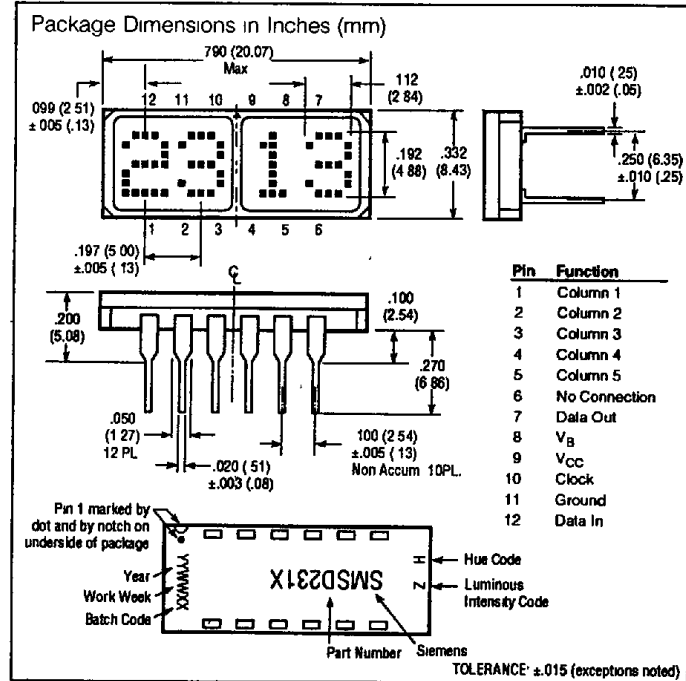 Package Dimensions in Inches (mm)
790 (20.07)
Max
.112
(2 84)
.010 (25)
±.002 (.05)
099 (2 51)
±005 (.13)
12 11 10 9 8 7
.192
(4 88)
.332
(8.43)
.250 (6.35)
±.010 (.25)
2313
1 2 3 4 5 6
.197 (5 00)
±.005 (13)
C
L
.200
(5.08)
.100
(2.54)
.270
(6 86)
.050
(1 27)
12 PL
.020 (51)
±.003 (.08)
100 (2 54)
±.005 (13)
Non Accum 10PL.
Pin Function
1 Column 1
2 Column 2
3 Column 3
4 Column 4
5 Column 5
6 No Connection
7 Data Out
8 VB
9 VCC
10 Clock
11 Ground
12 Data In
Pin 1 marked by
dot and by notch on
underside of package
Year
Work Week
Batch Code
YYWWXX
SMSD231X
H
Z
Hue Code
Luminous
Intensity Code
Part Number
Siemens
TOLERANCE: ±.015 (exceptions noted)